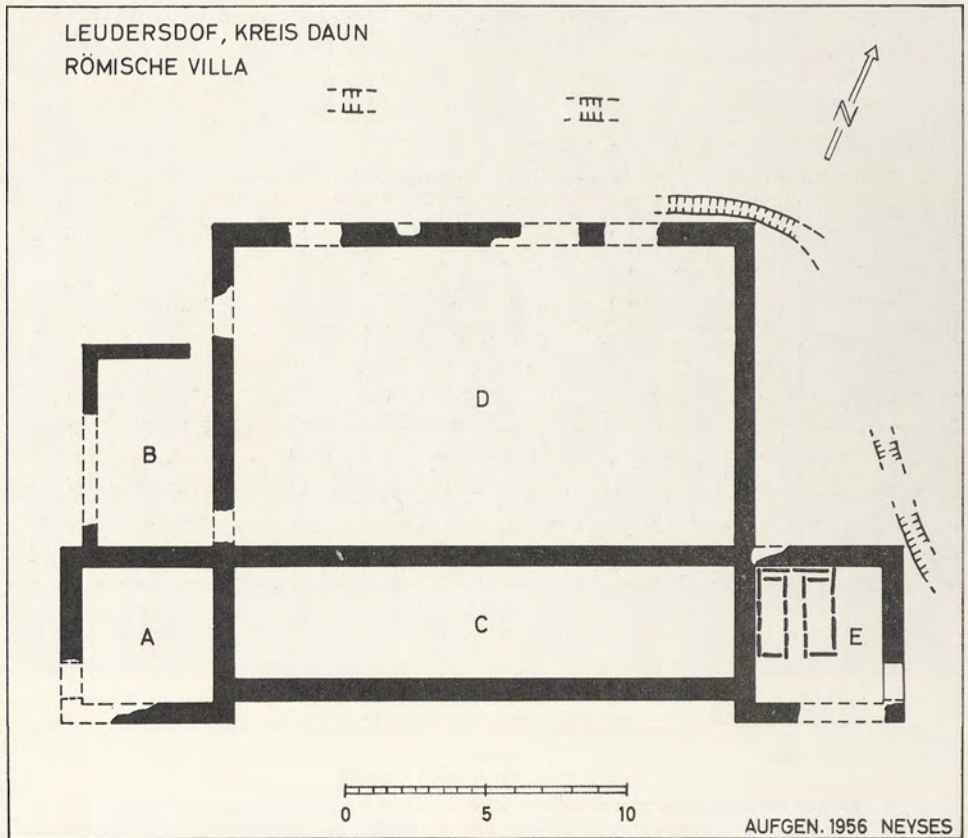 LEUDERSDOF, KREIS DAUN
RÖMISCHE VILLA
N
D
B
A
C
E
0 5 10
AUFGEN. 1956 NEYSES